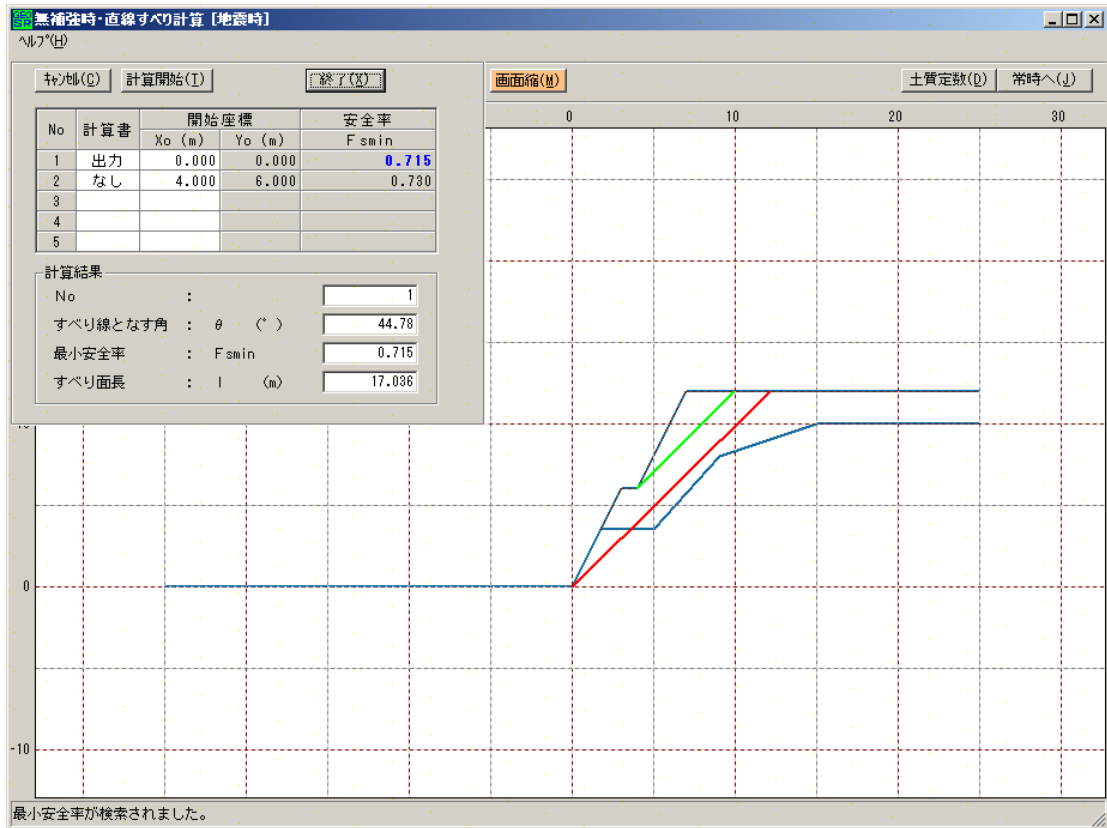 無補強時・直線すべり計算 [地震時]
ヘルプ(H)
キャンセル(C) 計算開始(T) 終了(X) 画面縮(M) 土質定数(D) 常時へ(J)
0 10 20 30
No 計算書 開始座標 安全率
Xo (m) Yo (m) Fsmin
1 出力 0.000 0.000 0.715
2 なし 4.000 6.000 0.730
3
4
5
計算結果
No : 1
すべり線となす角 : θ (°) 44.78
最小安全率 : Fsmin 0.715
すべり面長 : l (m) 17.036
10
0
-10
最小安全率が検索されました。